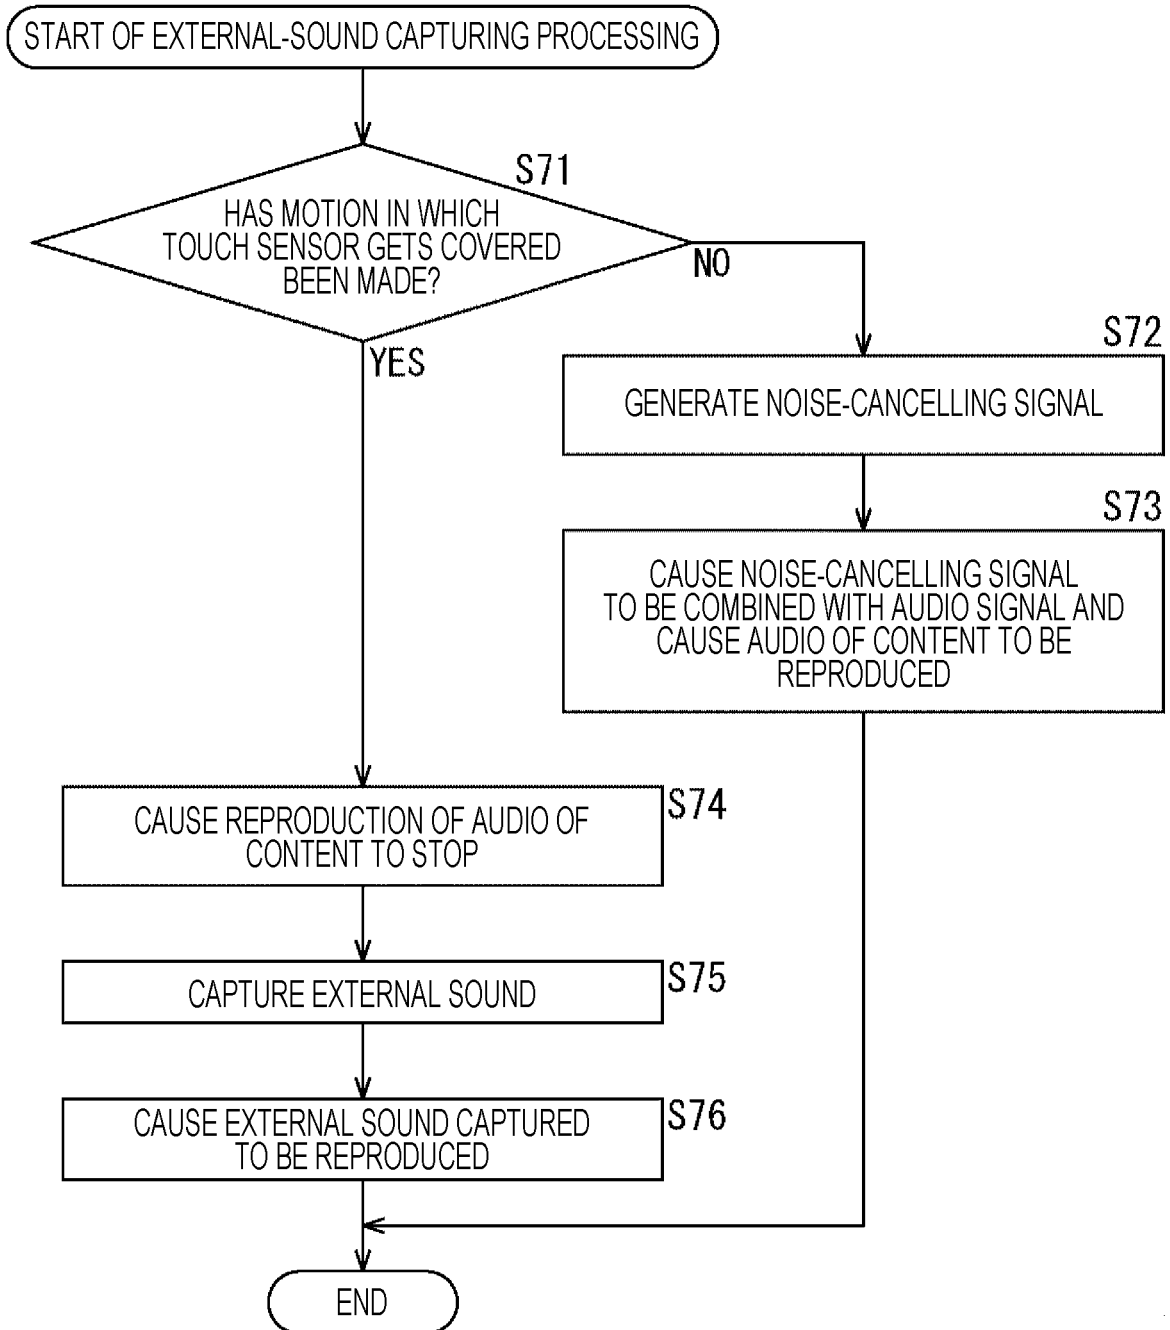 START OF EXTERNAL-SOUND CAPTURING PROCESSING
S71
HAS MOTION IN WHICH
TOUCH SENSOR GETS COVERED
BEEN MADE?
NO
YES
S72
GENERATE NOISE-CANCELLING SIGNAL
S73
CAUSE NOISE-CANCELLING SIGNAL
TO BE COMBINED WITH AUDIO SIGNAL AND
CAUSE AUDIO OF CONTENT TO BE
REPRODUCED
S74
CAUSE REPRODUCTION OF AUDIO OF
CONTENT TO STOP
S75
CAPTURE EXTERNAL SOUND
S76
CAUSE EXTERNAL SOUND CAPTURED
TO BE REPRODUCED
END